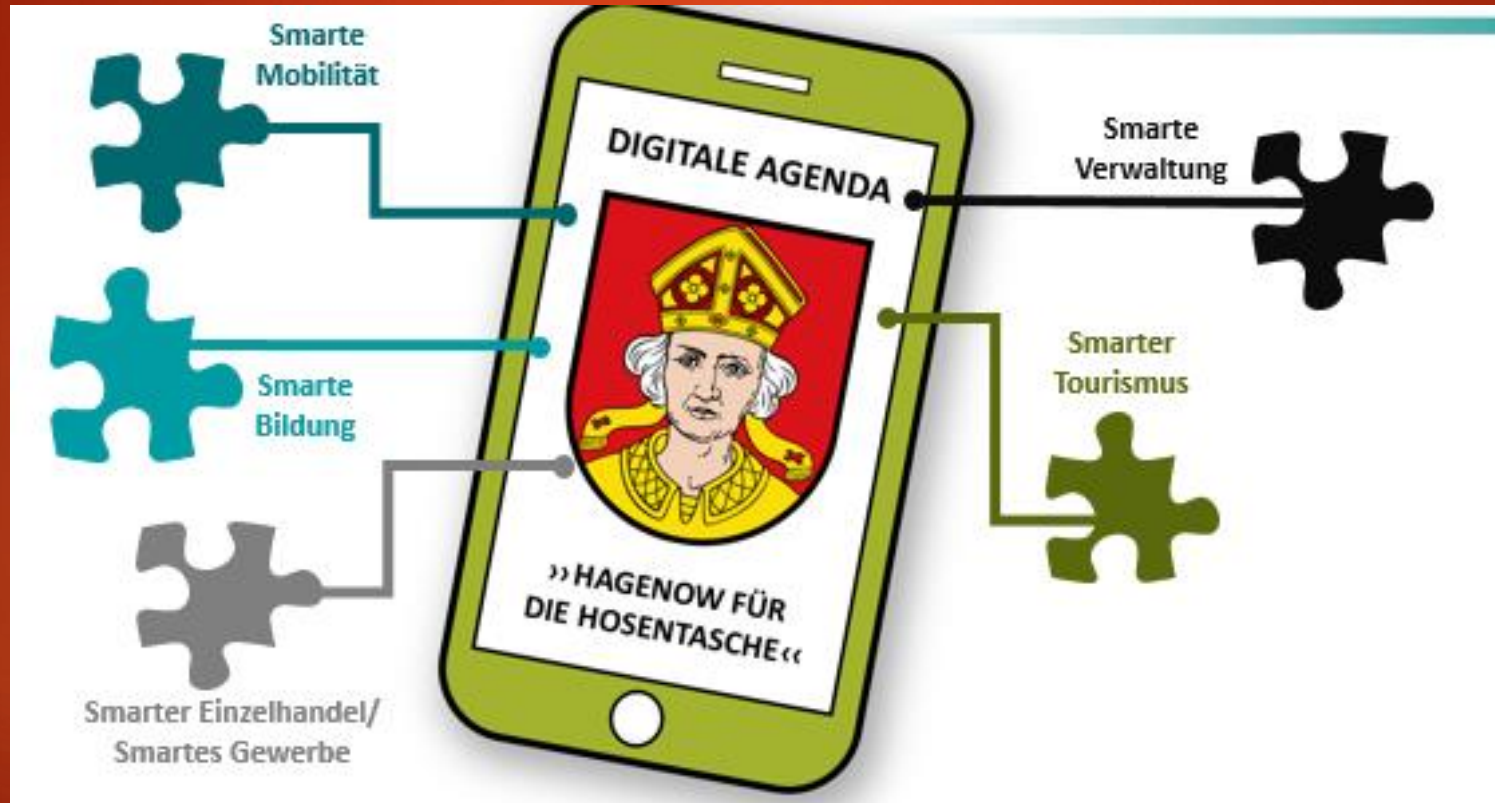 Smarte
Mobilität
Smarte
Bildung
Smarter Einzelhandel/
Smartes Gewerbe
DIGITALE AGENDA
››HAGENOW FÜR
DIE HOSENTASCHE‹‹
Smarte
Verwaltung
Smarter
Tourismus